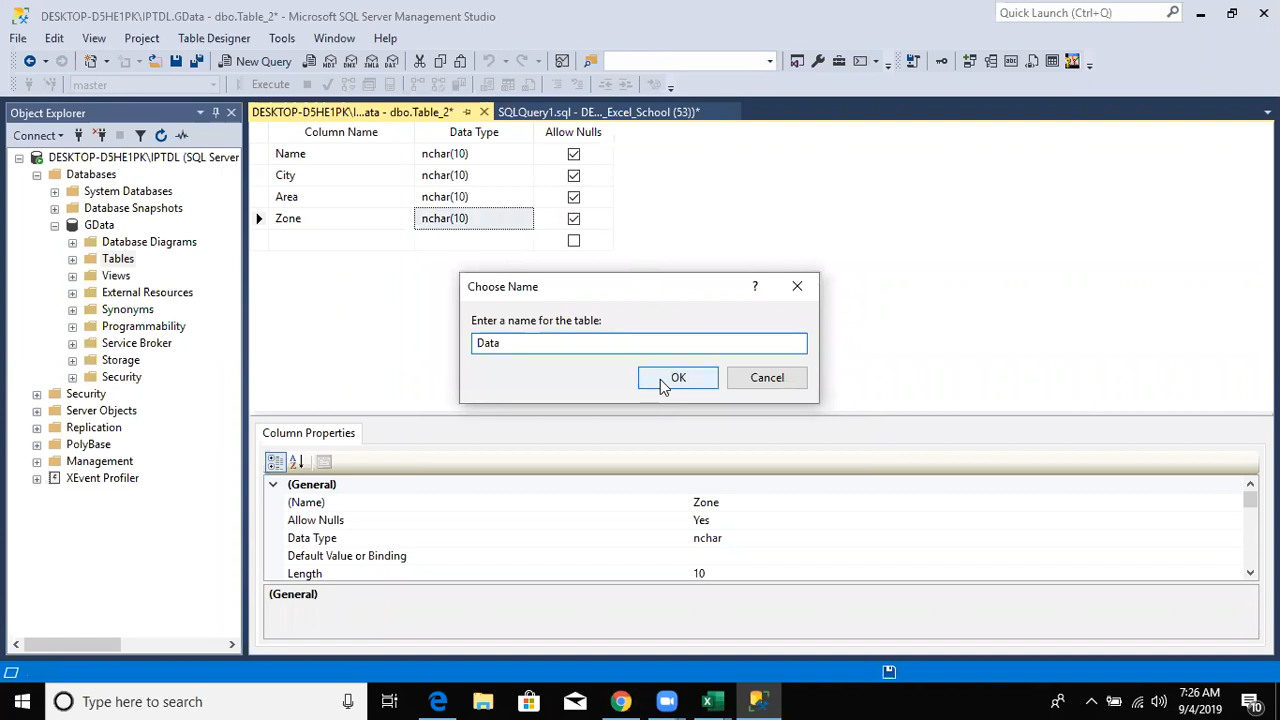 DESKTOP-D5HE1PK\IPTDL.GData - dbo.Table_2* - Microsoft SQL Server Management Studio
Quick Launch (Ctrl+Q)
File Edit View Project Table Designer Tools Window Help
New Query
master
Execute
Object Explorer
Connect
DESKTOP-D5HE1PK\IPTDL (SQL Server
Databases
System Databases
Database Snapshots
GData
Database Diagrams
Tables
Views
External Resources
Synonyms
Programmability
Service Broker
Storage
Security
Security
Server Objects
Replication
PolyBase
Management
XEvent Profiler
DESKTOP-D5HE1PK\I...ata - dbo.Table_2* SQLQuery1.sql - DE..._Excel_School (53))*
Column Name Data Type Allow Nulls
Name nchar(10)
City nchar(10)
Area nchar(10)
Zone nchar(10)
Choose Name
Enter a name for the table:
Data
OK Cancel
Column Properties
(General)
(Name) Zone
Allow Nulls Yes
Data Type nchar
Default Value or Binding
Length 10
(General)
Type here to search
7:26 AM
9/4/2019
10